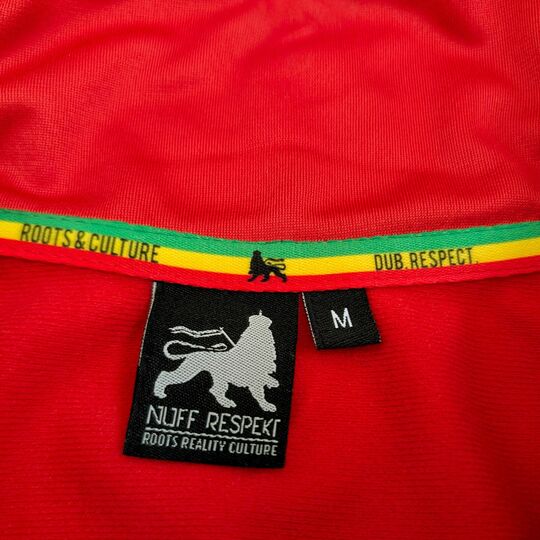 ROOTS & CULTURE
DUB.RESPECT.
M
NUFF RESPEKT
ROOTS REALITY CULTURE